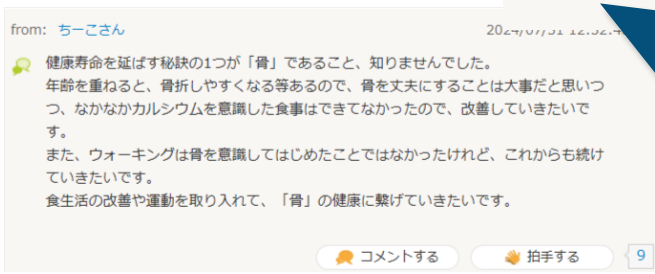 from: ちーこさん 2024/07/31 12:52:4
健康寿命を延ばす秘訣の1つが「骨」であること、知りませんでした。
年齢を重ねると、骨折しやすくなる等あるので、骨を丈夫にすることは大事だと思いつ
つ、なかなかカルシウムを意識した食事はできてなかったので、改善していきたいで
す。
また、ウォーキングは骨を意識してはじめたことではなかったけれど、これからも続け
ていきたいです。
食生活の改善や運動を取り入れて、「骨」の健康に繋げていきたいです。
コメントする 拍手する 9